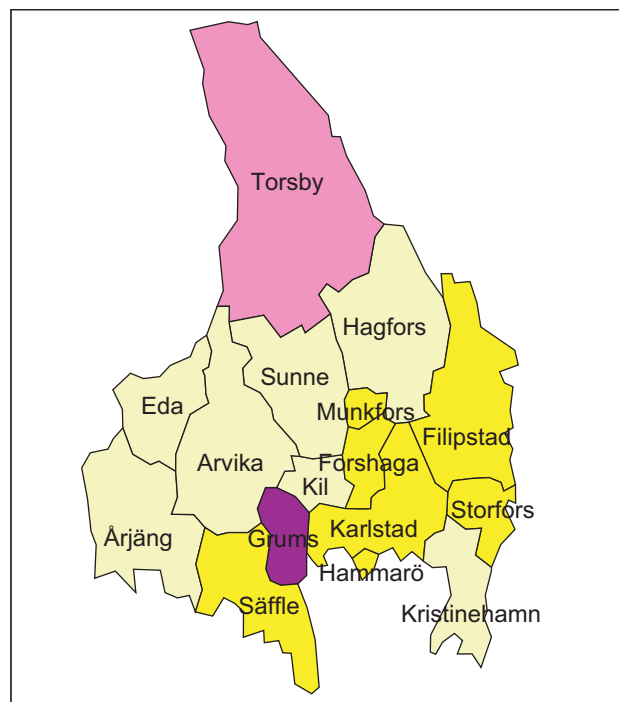 Torsby
Hagfors
Sunne
Eda
Munkfors
Filipstad
Arvika
Forshaga
Kil
Storfors
Karlstad
Årjäng
Grums
Hammarö
Säffle
Kristinehamn